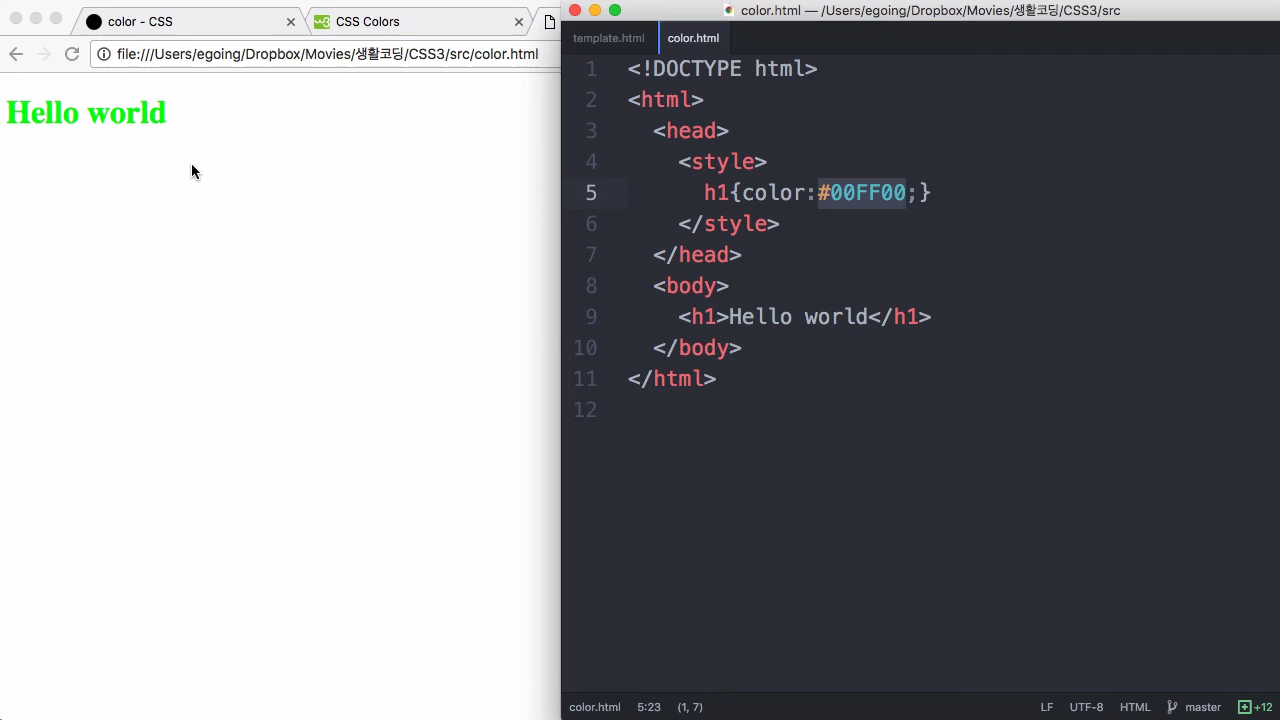 color - CSS
CSS Colors
file:///Users/egoing/Dropbox/Movies/생활코딩/CSS3/src/color.html
Hello world
color.html — /Users/egoing/Dropbox/Movies/생활코딩/CSS3/src
template.html
color.html
1 <!DOCTYPE html>
2 <html>
3 <head>
4 <style>
5 h1{color:#00FF00;}
6 </style>
7 </head>
8 <body>
9 <h1>Hello world</h1>
10 </body>
11 </html>
12
color.html 5:23 (1, 7) LF UTF-8 HTML master +12